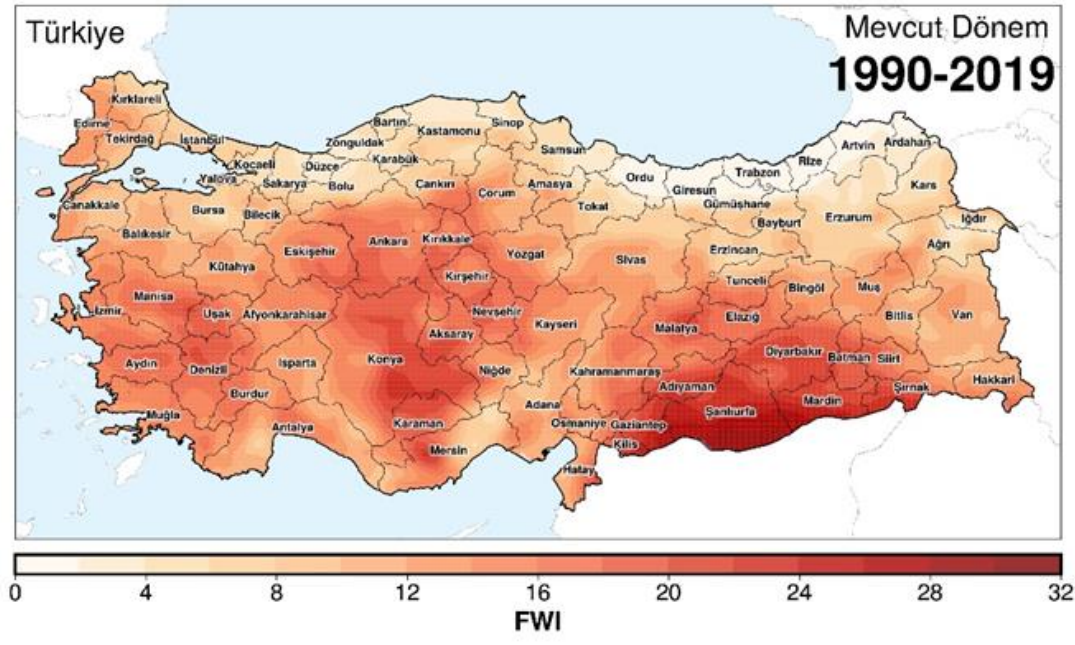 Türkiye
Mevcut Dönem
1990-2019
Kırklareli
Edirne
Tekirdağ
İstanbul
Kocaeli
Yalova
Sakarya
Düzce
Bolu
Zonguldak
Bartın
Karabük
Kastamonu
Sinop
Samsun
Çankırı
Çorum
Amasya
Tokat
Ordu
Giresun
Gümüşhane
Trabzon
Rize
Artvin
Ardahan
Kars
Bayburt
Erzurum
Iğdır
Ağrı
Çanakkale
Bursa
Bilecik
Balıkesir
Eskişehir
Kütahya
Ankara
Kırıkkale
Kırşehir
Yozgat
Sivas
Erzincan
Tunceli
Bingöl
Muş
Bitlis
Van
İzmir
Manisa
Uşak
Afyonkarahisar
Aksaray
Nevşehir
Kayseri
Malatya
Elazığ
Diyarbakır
Batman
Siirt
Şırnak
Hakkari
Aydın
Denizli
Isparta
Burdur
Konya
Niğde
Kahramanmaraş
Adıyaman
Şanlıurfa
Mardin
Muğla
Antalya
Karaman
Mersin
Adana
Osmaniye
Gaziantep
Kilis
Hatay
0 4 8 12 16 20 24 28 32
FWI